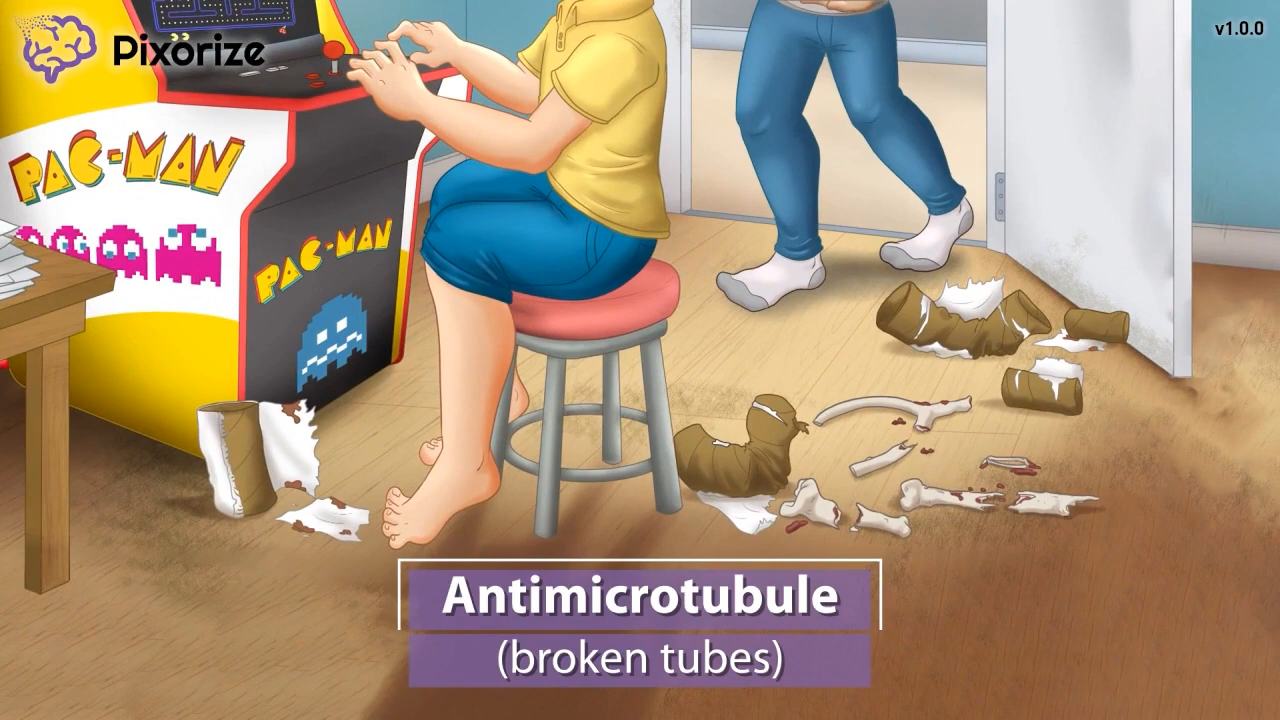 Pixorize
v1.0.0
PAC-MAN
PAC-MAN
Antimicrotubule
(broken tubes)